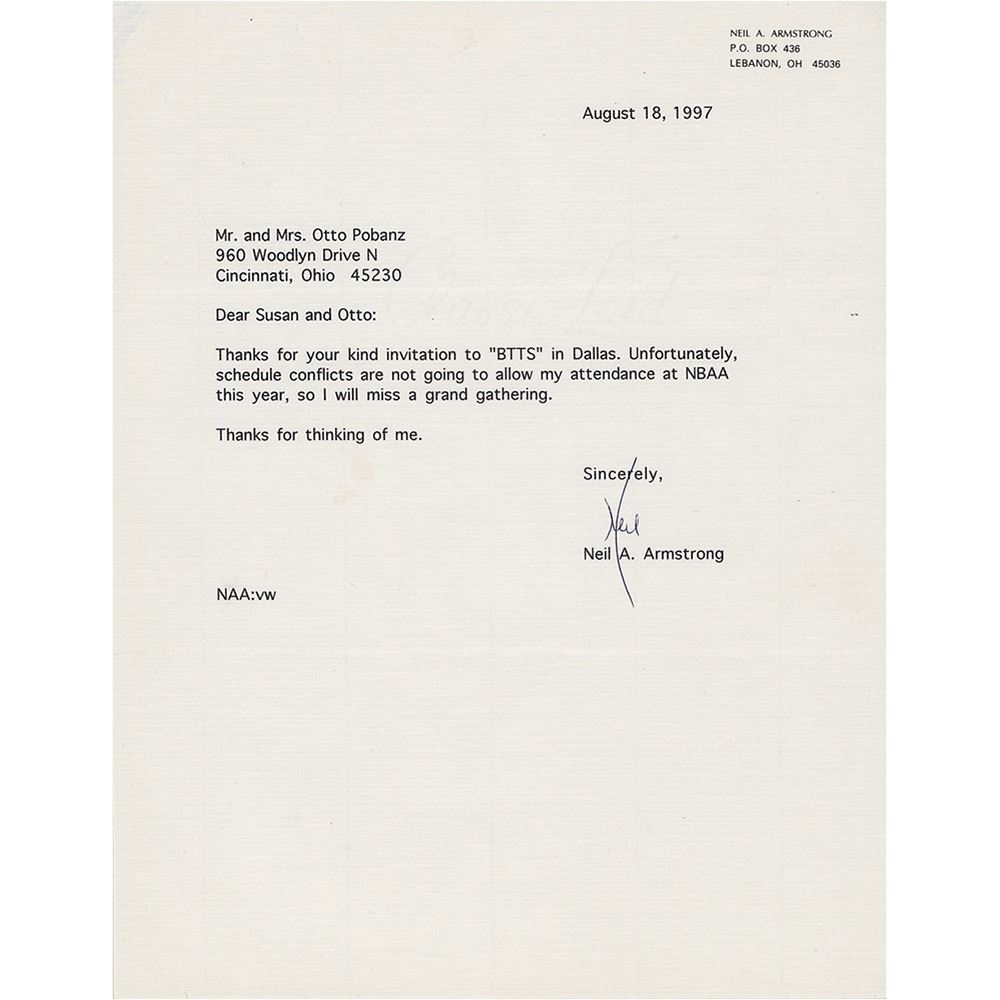 NEIL A. ARMSTRONG
P.O. BOX 436
LEBANON, OH 45036
August 18, 1997
Mr. and Mrs. Otto Pobanz
960 Woodlyn Drive N
Cincinnati, Ohio 45230
Dear Susan and Otto:
Thanks for your kind invitation to "BTTS" in Dallas. Unfortunately,
schedule conflicts are not going to allow my attendance at NBAA
this year, so I will miss a grand gathering.
Thanks for thinking of me.
Sincerely,
Neil
Neil A. Armstrong
NAA:vw
Classic Laid